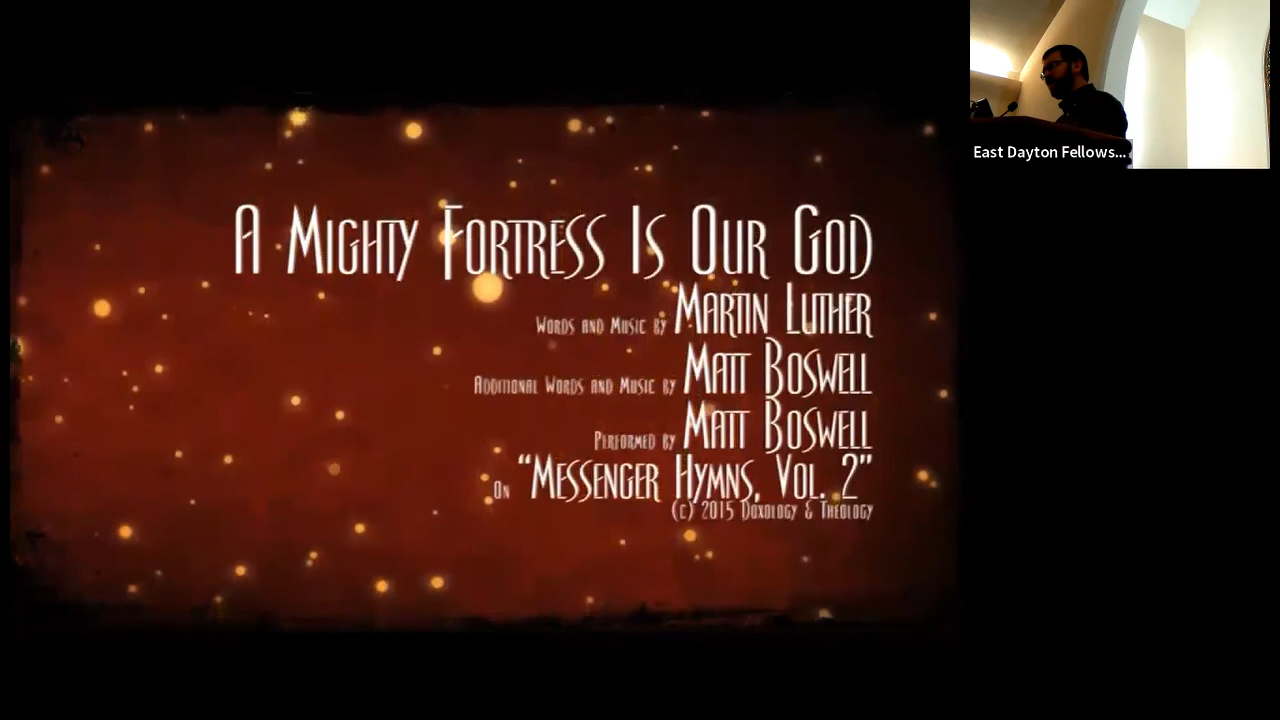 A Mighty Fortress Is Our God
Words and Music by Martin Luther
Additional Words and Music by Matt Boswell
Performed by Matt Boswell
On “Messenger Hymns, Vol. 2”
(c) 2015 Doxology & Theology
East Dayton Fellows...